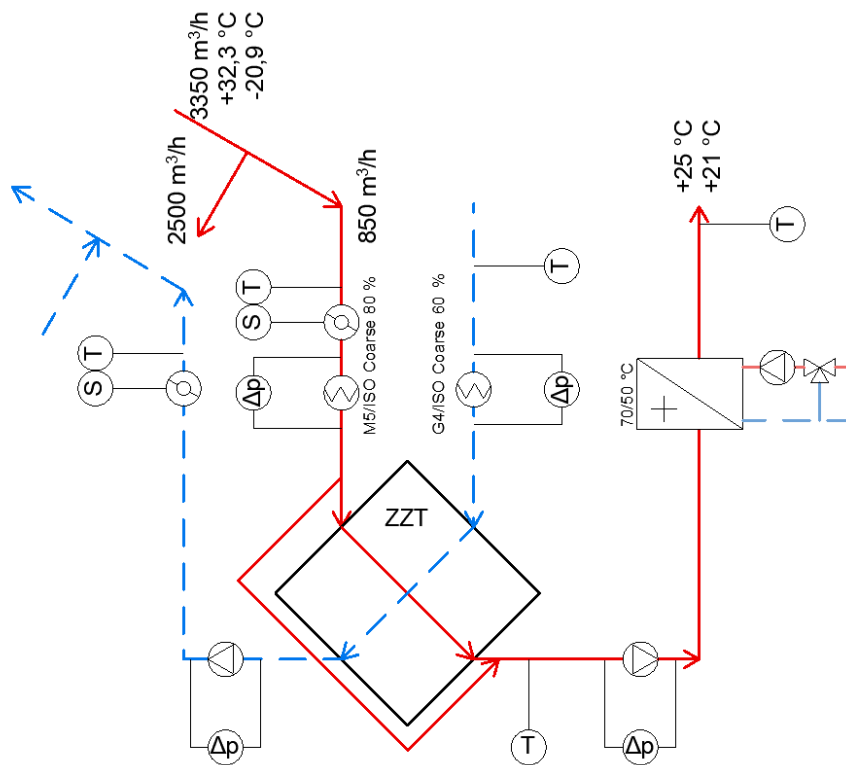 3350 m³/h
+32,3 °C
-20,9 °C
2500 m³/h
850 m³/h
+25 °C
+21 °C
T
S
T
S
Δp
M5/ISO Coarse 80 %
G4/ISO Coarse 60 %
T
Δp
T
70/50 °C
+
ZZT
Δp
T
Δp